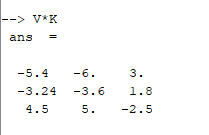 --> V*K
ans =
-5.4 -6. 3.
-3.24 -3.6 1.8
4.5 5. -2.5